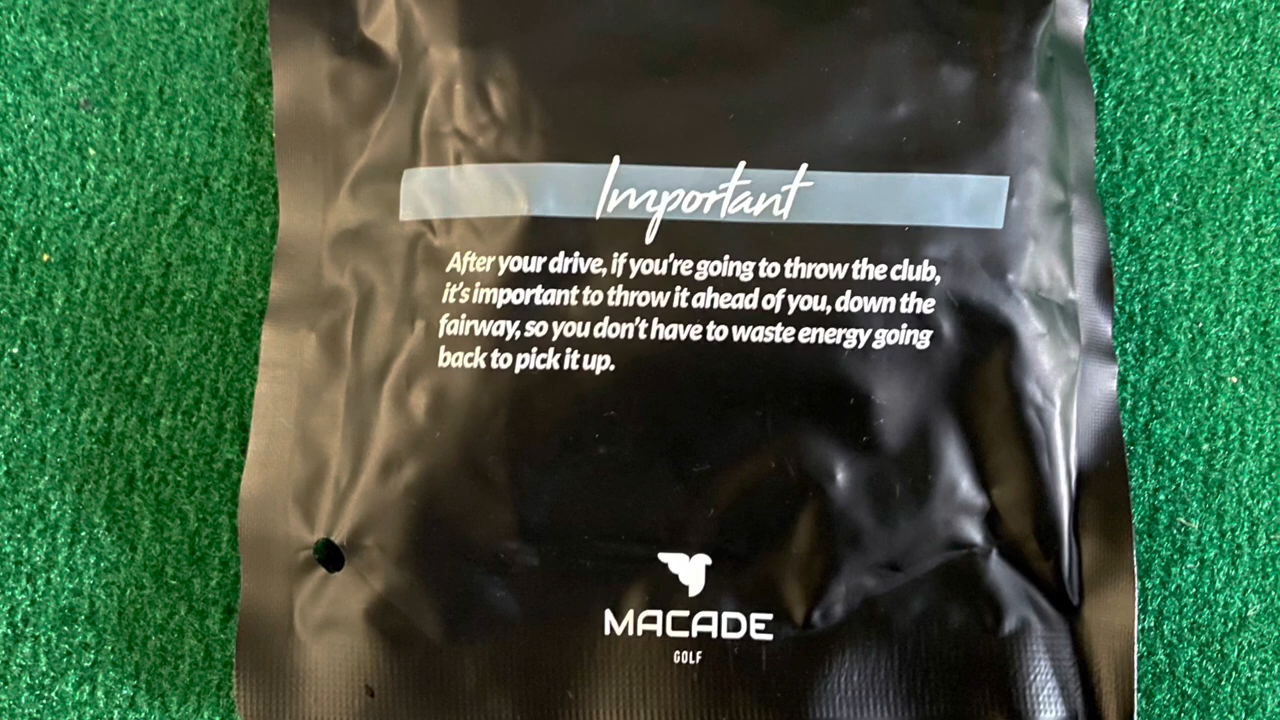 Important
After your drive, if you're going to throw the club,
it's important to throw it ahead of you, down the
fairway, so you don't have to waste energy going
back to pick it up.
MACADE
GOLF